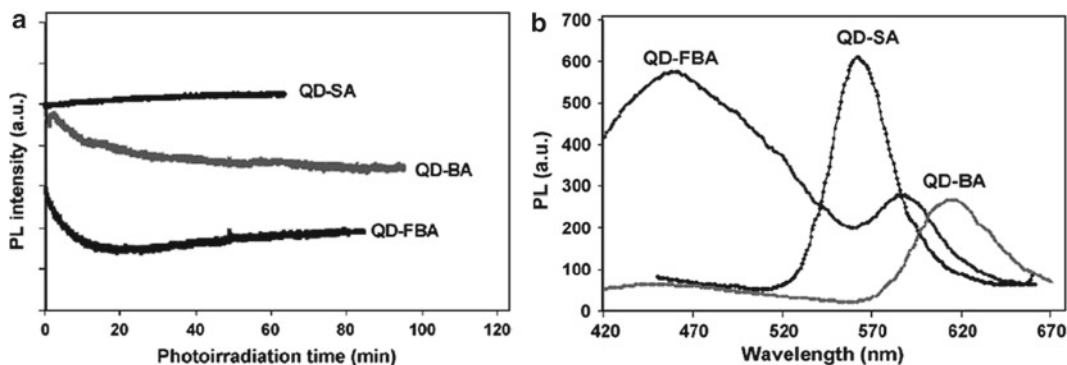 a
PL intensity (a.u.)
QD-SA
QD-BA
QD-FBA
0 20 40 60 80 100 120
Photoirradiation time (min)
b
PL (a.u.)
700
600
500
400
300
200
100
0
QD-FBA
QD-SA
QD-BA
420 470 520 570 620 670
Wavelength (nm)